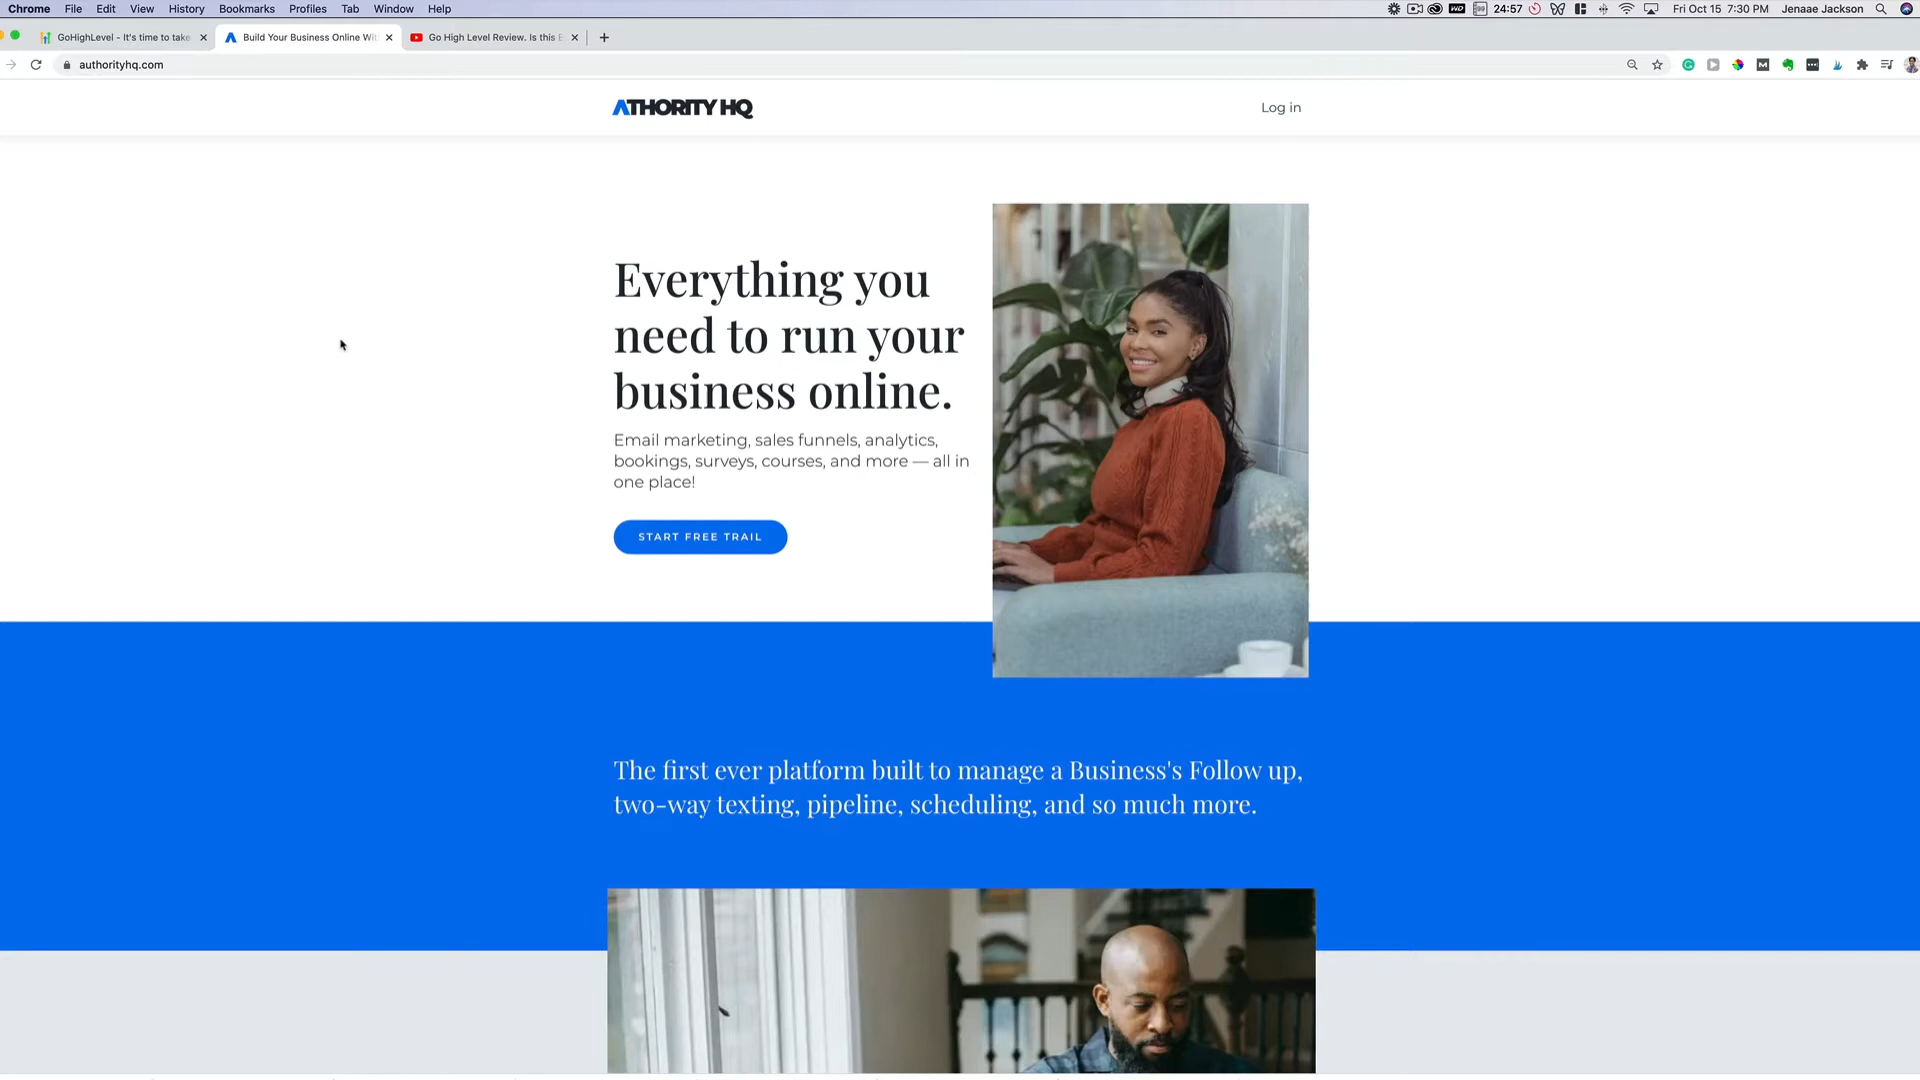 Chrome File Edit View History Bookmarks Profiles Tab Window Help 24:57 Fri Oct 15 7:30 PM Jenaae Jackson
GoHighLevel - It's time to take Build Your Business Online Wit Go High Level Review. Is this
authorityhq.com
ATHORITY HQ
Log in
Everything you
need to run your
business online.
Email marketing, sales funnels, analytics,
bookings, surveys, courses, and more — all in
one place!
START FREE TRAIL
The first ever platform built to manage a Business's Follow up,
two-way texting, pipeline, scheduling, and so much more.